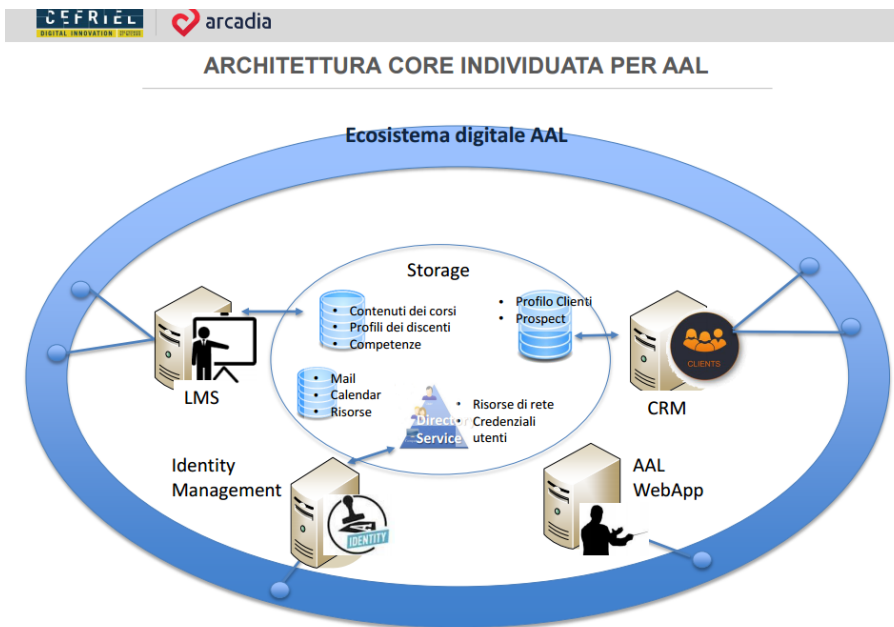 CEFRIEL
DIGITAL INNOVATION
arcadia
ARCHITETTURA CORE INDIVIDUATA PER AAL
Ecosistema digitale AAL
Storage
• Contenuti dei corsi
• Profili dei discenti
• Competenze
• Profilo Clienti
• Prospect
LMS
CLIENTS
CRM
• Mail
• Calendar
• Risorse
Service
• Risorse di rete
• Credenziali
utenti
Identity
Management
IDENTITY
AAL
WebApp